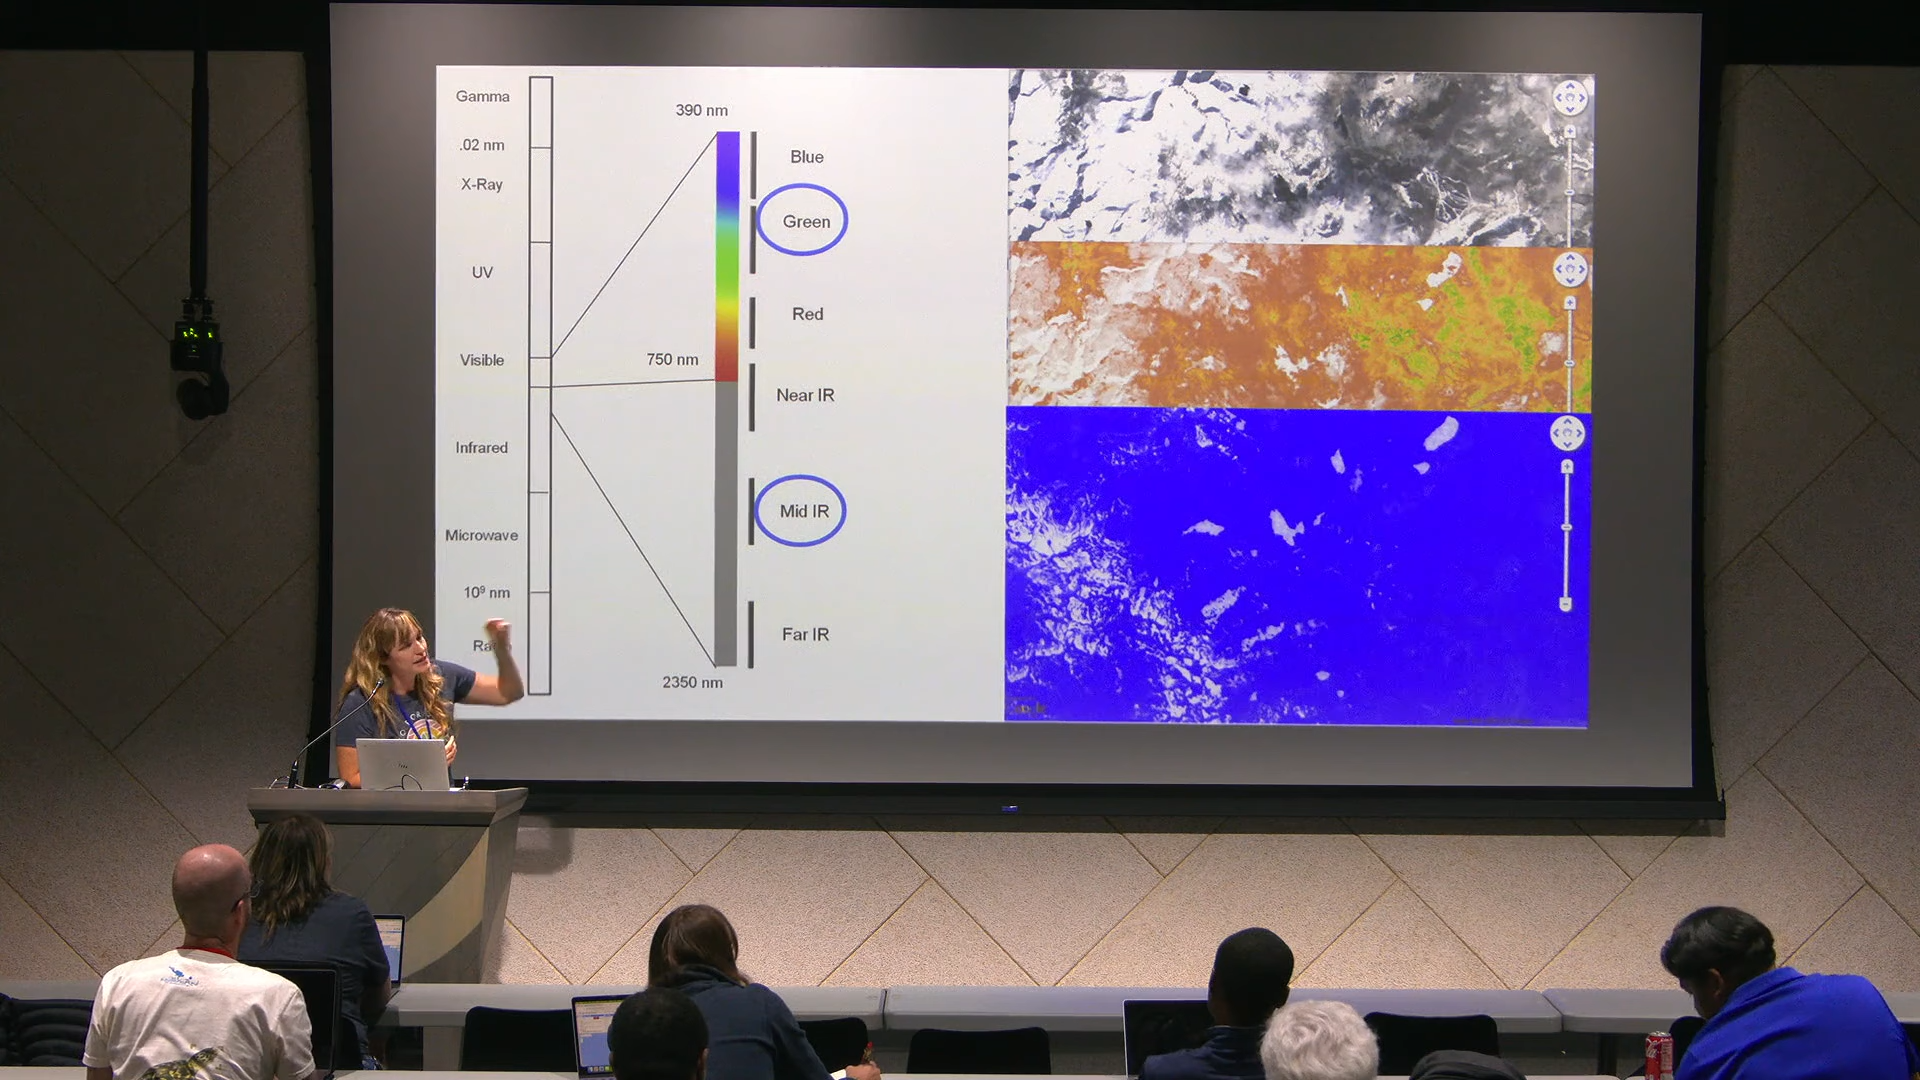 Gamma
.02 nm
X-Ray
UV
Visible
Infrared
Microwave
10⁹ nm
390 nm
750 nm
2350 nm
Blue
Green
Red
Near IR
Mid IR
Far IR